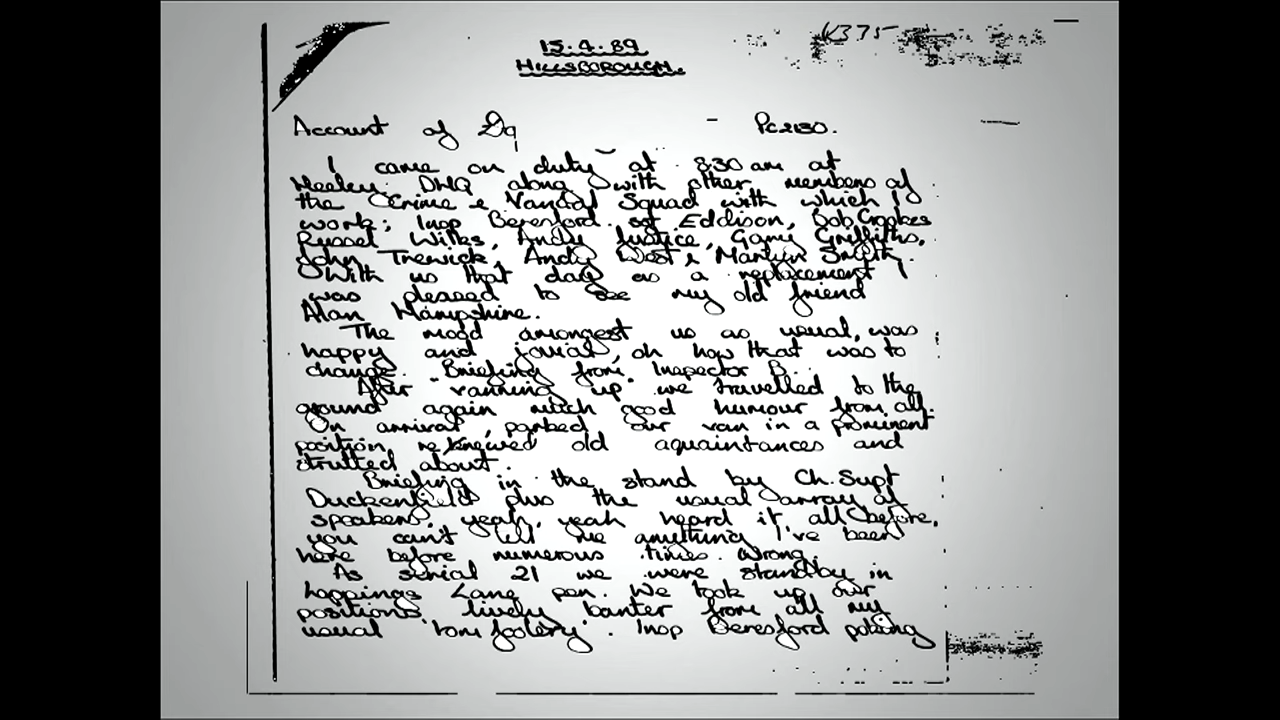 K375
15.4.89
HILLSBOROUGH.
Account of PC2130.
I came on duty at 8.30 am at
Heeley DHQ along with other members of
the Crime & Vandal Squad with which I
work; Insp Beresford sgt Eddison, Bob Crookes
Russel Wilks, Andy Justice, Gary Griffiths,
John Trewick, Andy West & Martyn Smith.
With us that day as a replacement I
was pleased to see my old friend
Alan Hampshire.
The mood amongest us as usual, was
happy and jovial, oh how that was to
change. Briefing from Inspector B.
After "vanning up" we travelled to the
ground again much good humour from all.
On arrival, parked our van in a prominent
position renewed old aquaintances and
strutted about.
Briefing in the stand by Ch. Supt
Duckenfield plus the usual array of
speakers, yeah, yeah heard it all before,
you can't tell me anything I've been
here before numerous times. Wrong.
As serial 21 we were standby in
Leppings Lane pen. We took up our
positions lively banter from all my
usual 'tom foolery'. Insp Beresford poking